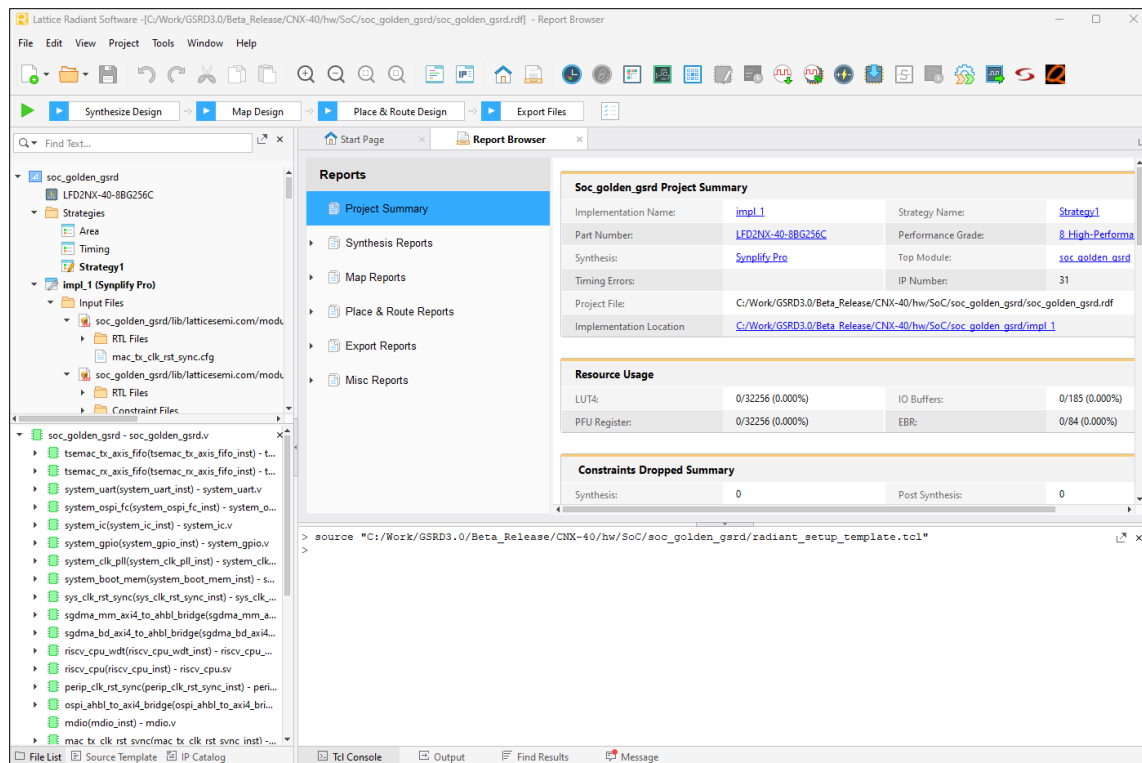 Lattice Radiant Software -[C:/Work/GSRD3.0/Beta_Release/CNX-40/hw/SoC/soc_golden_gsrd/soc_golden_gsrd.rdf] - Report Browser
File Edit View Project Tools Window Help
Synthesize Design Map Design Place & Route Design Export Files
Find Text...
Start Page Report Browser
soc_golden_gsrd
LFD2NX-40-8BG256C
Strategies
Area
Timing
Strategy1
impl_1 (Synplify Pro)
Input Files
soc_golden_gsrd/lib/latticesemi.com/modu
RTL Files
mac_tx_clk_rst_sync.cfg
soc_golden_gsrd/lib/latticesemi.com/modu
RTL Files
Constraint Files
soc_golden_gsrd - soc_golden_gsrd.v
tsemac_tx_axis_fifo(tsemac_tx_axis_fifo_inst) - t...
tsemac_rx_axis_fifo(tsemac_rx_axis_fifo_inst) - t...
system_uart(system_uart_inst) - system_uart.v
system_ospi_fc(system_ospi_fc_inst) - system_o...
system_ic(system_ic_inst) - system_ic.v
system_gpio(system_gpio_inst) - system_gpio.v
system_clk_pll(system_clk_pll_inst) - system_clk...
system_boot_mem(system_boot_mem_inst) - s...
sys_clk_rst_sync(sys_clk_rst_sync_inst) - sys_clk_...
sgdma_mm_axi4_to_ahbl_bridge(sgdma_mm_a...
sgdma_bd_axi4_to_ahbl_bridge(sgdma_bd_axi4...
riscv_cpu_wdt(riscv_cpu_wdt_inst) - riscv_cpu_...
riscv_cpu(riscv_cpu_inst) - riscv_cpu.sv
perip_clk_rst_sync(perip_clk_rst_sync_inst) - peri...
ospi_ahbl_to_axi4_bridge(ospi_ahbl_to_axi4_bri...
mdio(mdio_inst) - mdio.v
mac_tx_clk_rst_sync(mac_tx_clk_rst_sync_inst) -...
File List Source Template IP Catalog
Reports
Project Summary
Synthesis Reports
Map Reports
Place & Route Reports
Export Reports
Misc Reports
Soc_golden_gsrd Project Summary
Implementation Name: impl_1 Strategy Name: Strategy1
Part Number: LFD2NX-40-8BG256C Performance Grade: 8_High-Performa
Synthesis: Synplify Pro Top Module: soc_golden_gsrd
Timing Errors: IP Number: 31
Project File: C:/Work/GSRD3.0/Beta_Release/CNX-40/hw/SoC/soc_golden_gsrd/soc_golden_gsrd.rdf
Implementation Location C:/Work/GSRD3.0/Beta_Release/CNX-40/hw/SoC/soc_golden_gsrd/impl_1
Resource Usage
LUT4: 0/32256 (0.000%) IO Buffers: 0/185 (0.000%)
PFU Register: 0/32256 (0.000%) EBR: 0/84 (0.000%)
Constraints Dropped Summary
Synthesis: 0 Post Synthesis: 0
> source "C:/Work/GSRD3.0/Beta_Release/CNX-40/hw/SoC/soc_golden_gsrd/radiant_setup_template.tcl"
>
Tcl Console Output Find Results Message